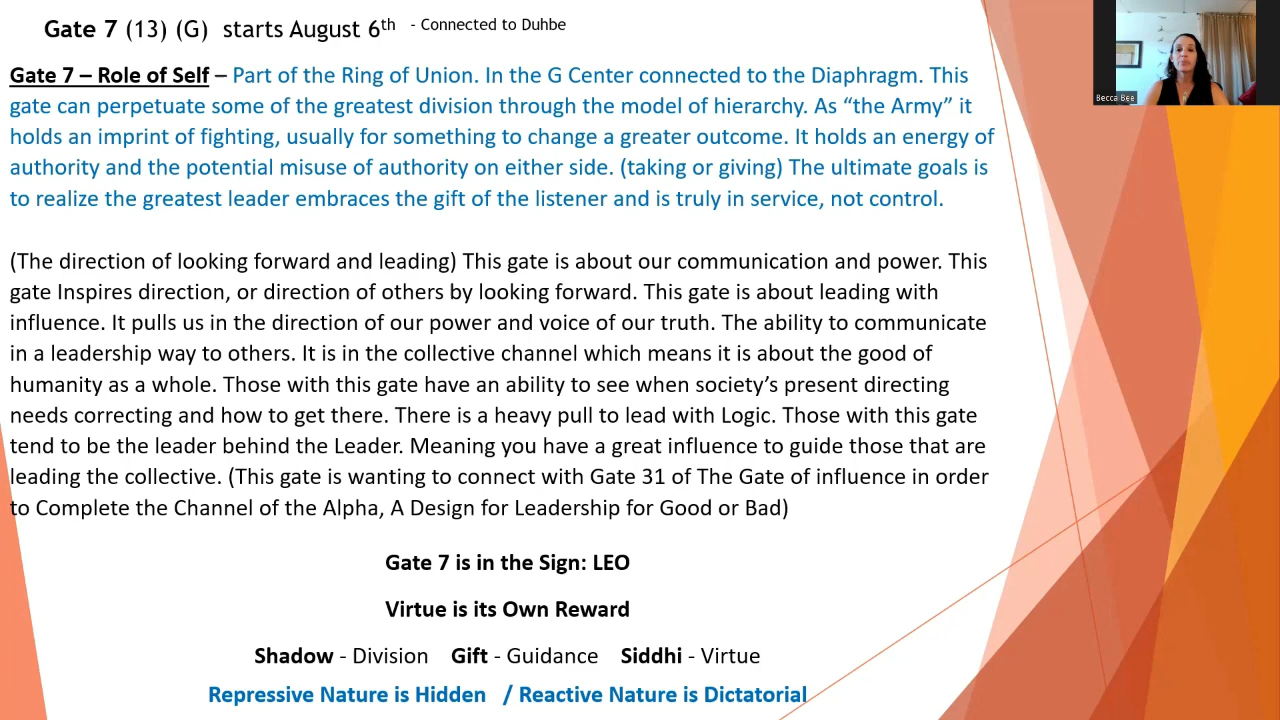 Gate 7 (13) (G) starts August 6th - Connected to Duhbe
Becca Bee
Gate 7 – Role of Self – Part of the Ring of Union. In the G Center connected to the Diaphragm. This
gate can perpetuate some of the greatest division through the model of hierarchy. As “the Army” it
holds an imprint of fighting, usually for something to change a greater outcome. It holds an energy of
authority and the potential misuse of authority on either side. (taking or giving) The ultimate goals is
to realize the greatest leader embraces the gift of the listener and is truly in service, not control.
(The direction of looking forward and leading) This gate is about our communication and power. This
gate Inspires direction, or direction of others by looking forward. This gate is about leading with
influence. It pulls us in the direction of our power and voice of our truth. The ability to communicate
in a leadership way to others. It is in the collective channel which means it is about the good of
humanity as a whole. Those with this gate have an ability to see when society’s present directing
needs correcting and how to get there. There is a heavy pull to lead with Logic. Those with this gate
tend to be the leader behind the Leader. Meaning you have a great influence to guide those that are
leading the collective. (This gate is wanting to connect with Gate 31 of The Gate of influence in order
to Complete the Channel of the Alpha, A Design for Leadership for Good or Bad)
Gate 7 is in the Sign: LEO
Virtue is its Own Reward
Shadow - Division Gift - Guidance Siddhi - Virtue
Repressive Nature is Hidden / Reactive Nature is Dictatorial